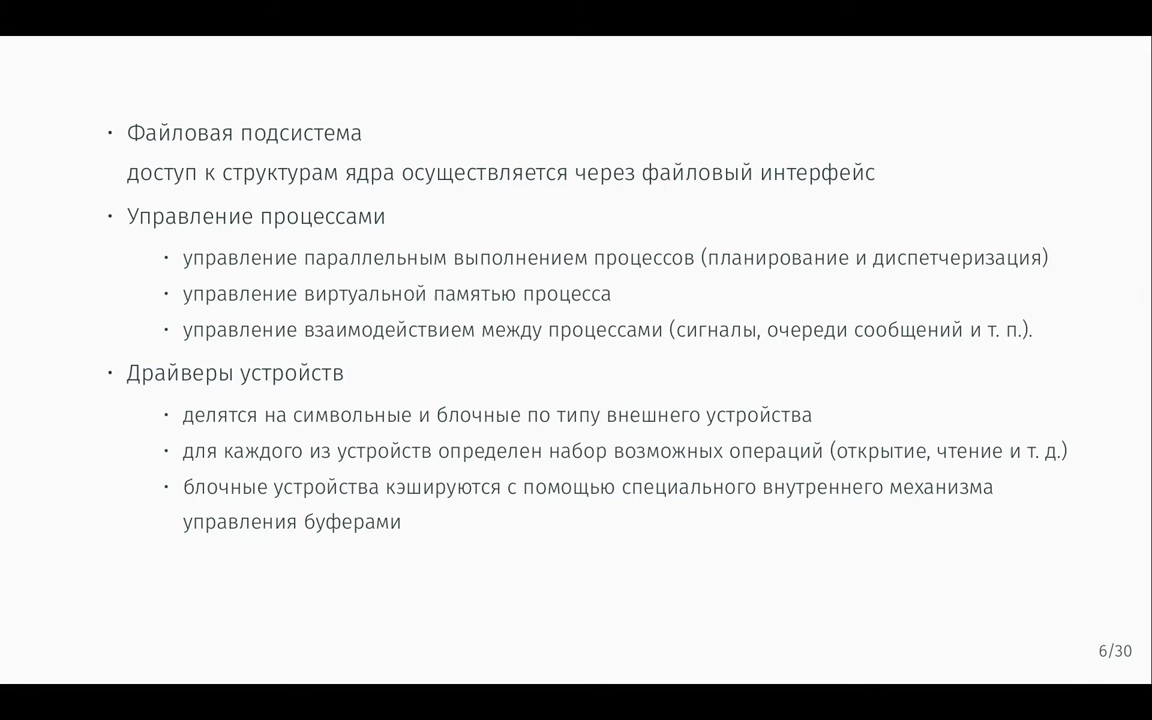 • Файловая подсистема
доступ к структурам ядра осуществляется через файловый интерфейс
• Управление процессами
• управление параллельным выполнением процессов (планирование и диспетчеризация)
• управление виртуальной памятью процесса
• управление взаимодействием между процессами (сигналы, очереди сообщений и т. п.).
• Драйверы устройств
• делятся на символьные и блочные по типу внешнего устройства
• для каждого из устройств определен набор возможных операций (открытие, чтение и т. д.)
• блочные устройства кэшируются с помощью специального внутреннего механизма
управления буферами
6/30